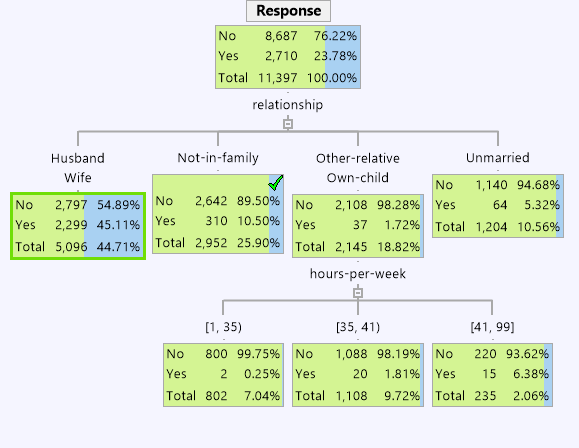 Response
No 8,687 76.22%
Yes 2,710 23.78%
Total 11,397 100.00%
relationship
Husband
Wife
No 2,797 54.89%
Yes 2,299 45.11%
Total 5,096 44.71%
Not-in-family
No 2,642 89.50%
Yes 310 10.50%
Total 2,952 25.90%
Other-relative
Own-child
No 2,108 98.28%
Yes 37 1.72%
Total 2,145 18.82%
Unmarried
No 1,140 94.68%
Yes 64 5.32%
Total 1,204 10.56%
hours-per-week
[1, 35)
No 800 99.75%
Yes 2 0.25%
Total 802 7.04%
[35, 41)
No 1,088 98.19%
Yes 20 1.81%
Total 1,108 9.72%
[41, 99]
No 220 93.62%
Yes 15 6.38%
Total 235 2.06%